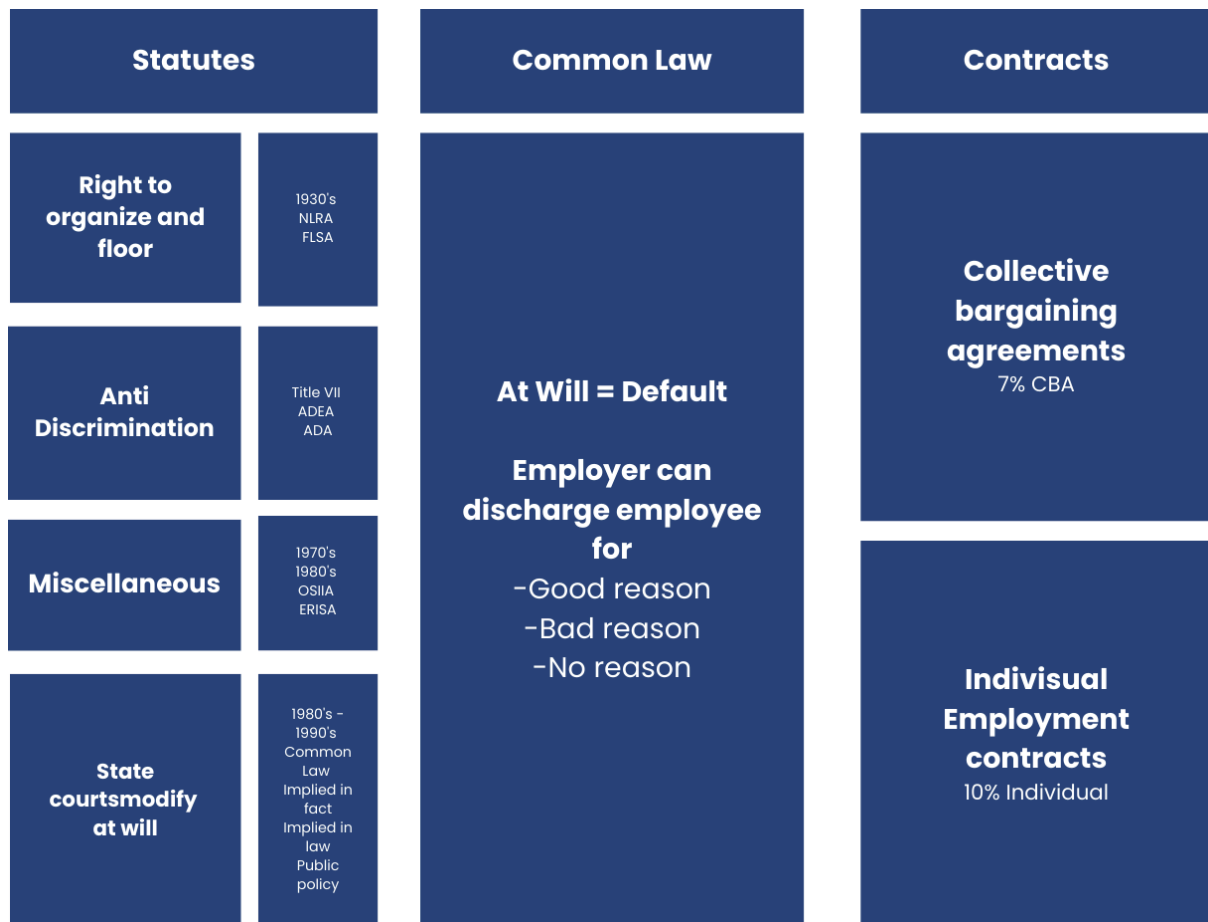 Statutes
Common Law
Contracts
Right to
organize and
floor
1930's
NLRA
FLSA
Anti
Discrimination
Title VII
ADEA
ADA
Miscellaneous
1970's
1980's
OSIIA
ERISA
State
courtsmodify
at will
1980's -
1990's
Common
Law
Implied in
fact
Implied in
law
Public
policy
At Will = Default
Employer can
discharge employee
for
-Good reason
-Bad reason
-No reason
Collective
bargaining
agreements
7% CBA
Indivisual
Employment
contracts
10% Individual